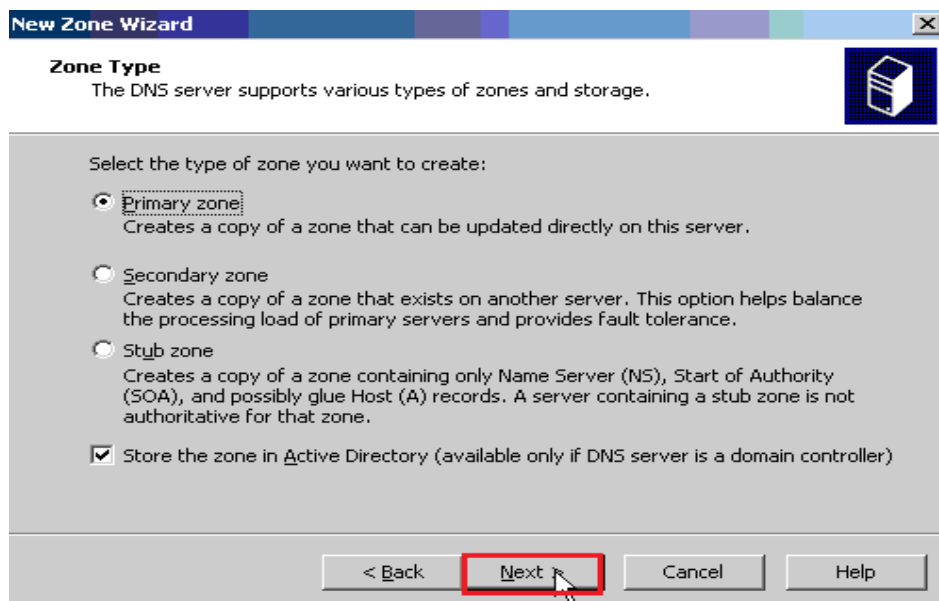 New Zone Wizard
Zone Type
The DNS server supports various types of zones and storage.
Select the type of zone you want to create:
Primary zone
Creates a copy of a zone that can be updated directly on this server.
Secondary zone
Creates a copy of a zone that exists on another server. This option helps balance
the processing load of primary servers and provides fault tolerance.
Stub zone
Creates a copy of a zone containing only Name Server (NS), Start of Authority
(SOA), and possibly glue Host (A) records. A server containing a stub zone is not
authoritative for that zone.
Store the zone in Active Directory (available only if DNS server is a domain controller)
< Back Next > Cancel Help